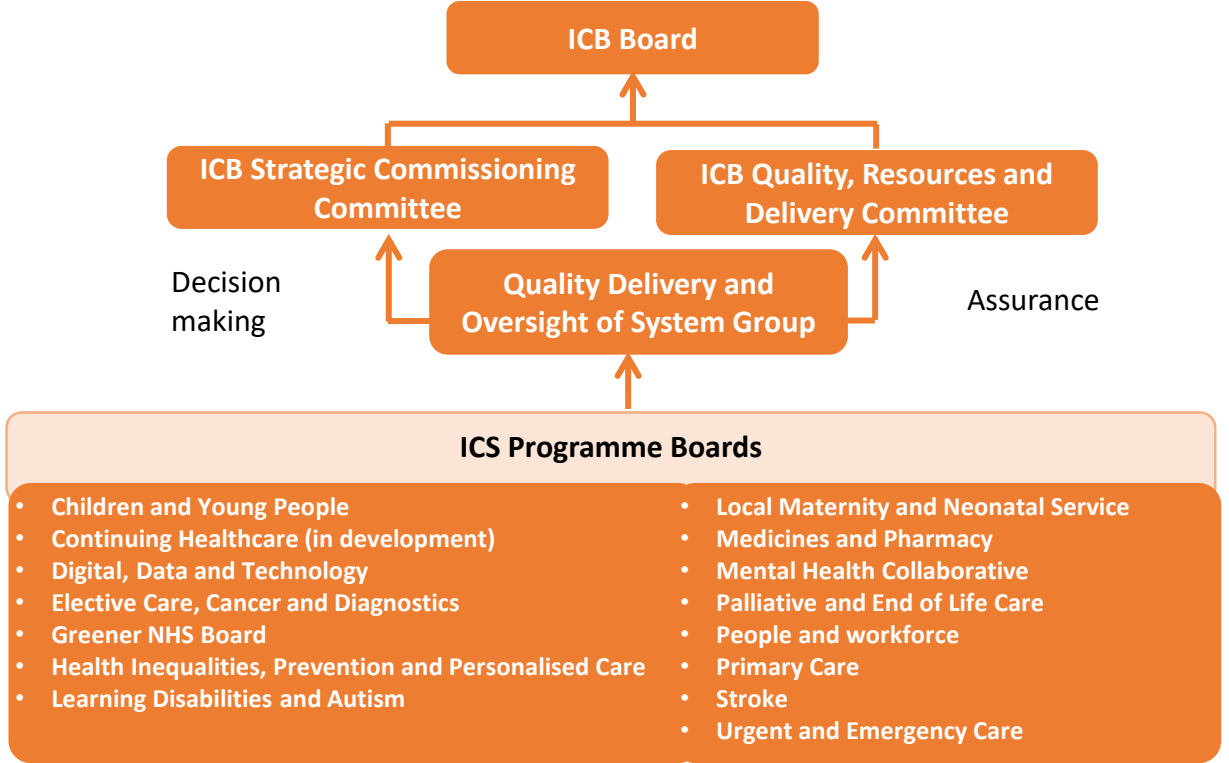 ICB Board
ICB Strategic Commissioning
Committee
ICB Quality, Resources and
Delivery Committee
Decision
making
Quality Delivery and
Oversight of System Group
Assurance
ICS Programme Boards
• Children and Young People
• Continuing Healthcare (in development)
• Digital, Data and Technology
• Elective Care, Cancer and Diagnostics
• Greener NHS Board
• Health Inequalities, Prevention and Personalised Care
• Learning Disabilities and Autism
• Local Maternity and Neonatal Service
• Medicines and Pharmacy
• Mental Health Collaborative
• Palliative and End of Life Care
• People and workforce
• Primary Care
• Stroke
• Urgent and Emergency Care